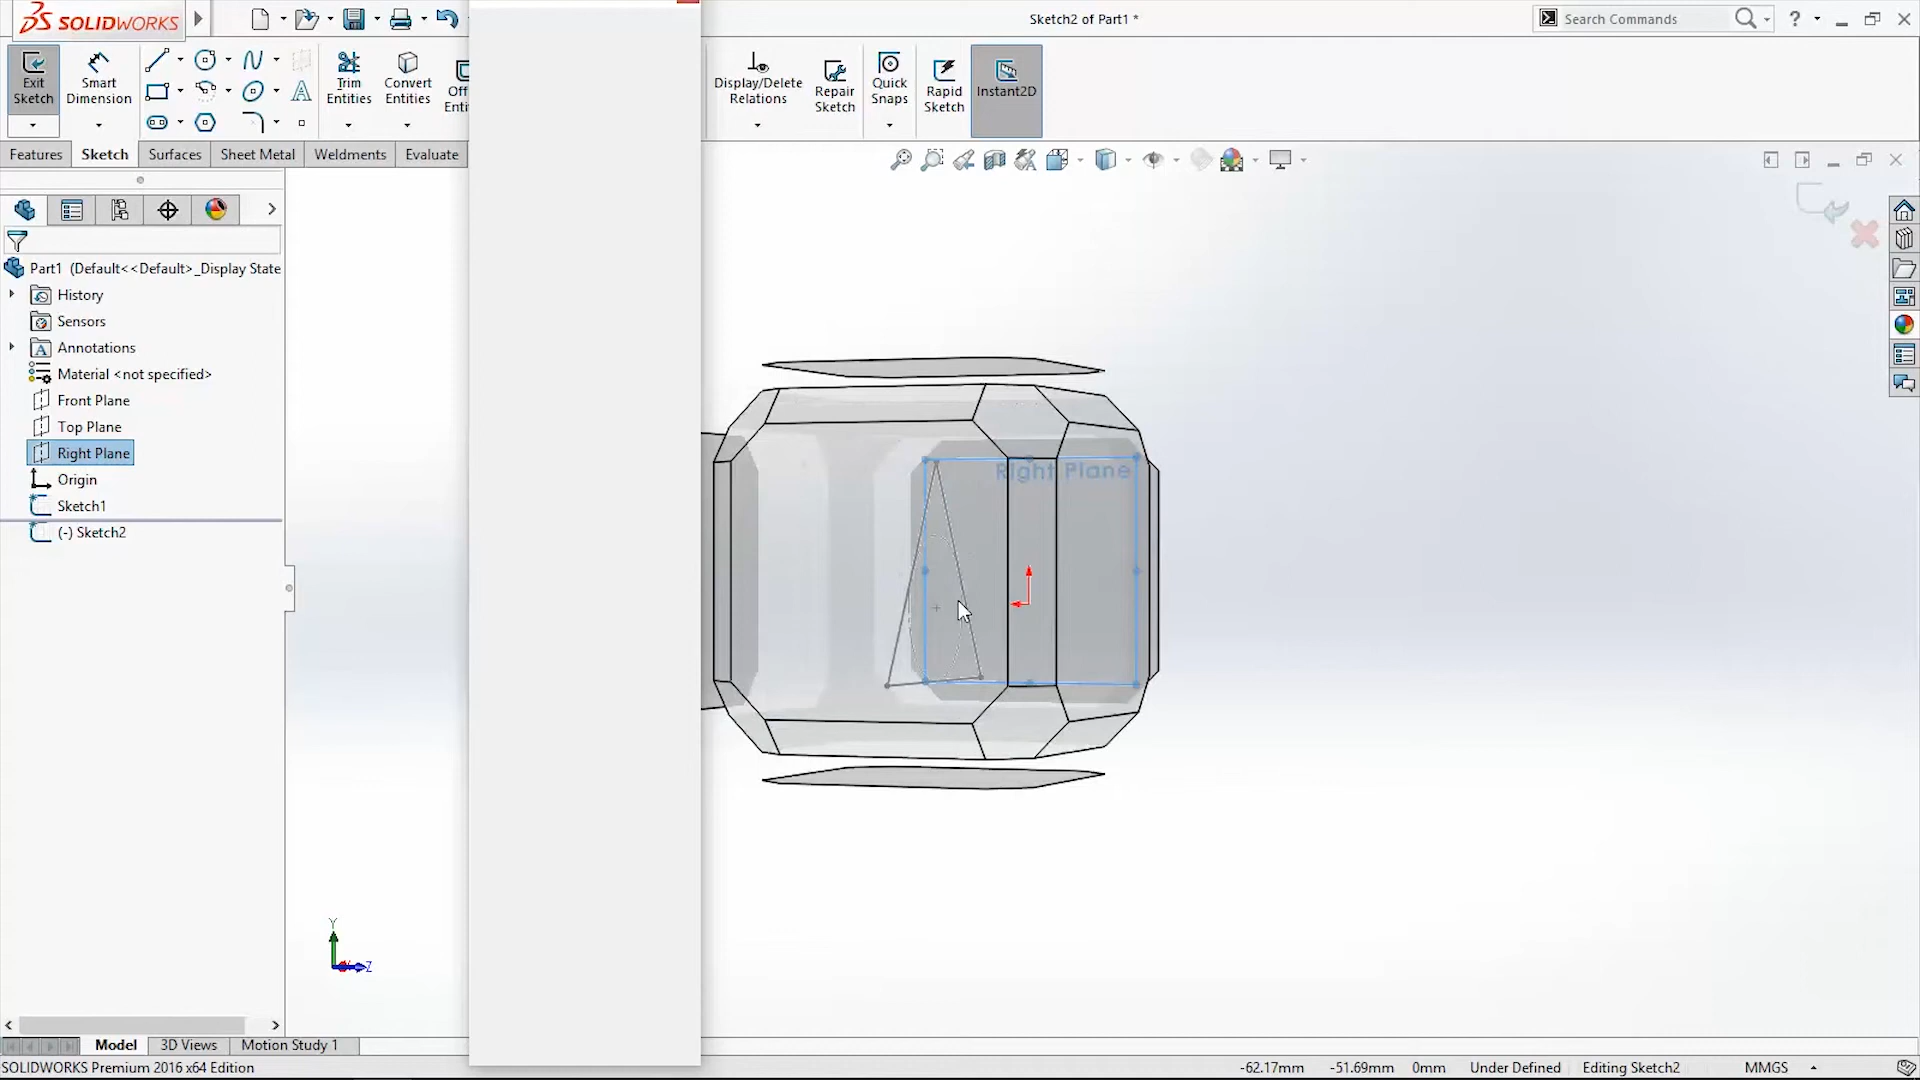 SOLIDWORKS
Sketch2 of Part1 *
Search Commands
?
Exit Sketch
Smart Dimension
Trim Entities
Convert Entities
Off
Enti
Display/Delete Relations
Repair Sketch
Quick Snaps
Rapid Sketch
Instant2D
Features
Sketch
Surfaces
Sheet Metal
Weldments
Evaluate
Part1 (Default<<Default>_Display State
History
Sensors
Annotations
Material <not specified>
Front Plane
Top Plane
Right Plane
Origin
Sketch1
(-) Sketch2
Right Plane
Y
Z
Model
3D Views
Motion Study 1
SOLIDWORKS Premium 2016 x64 Edition
-62.17mm
-51.69mm
0mm
Under Defined
Editing Sketch2
MMGS